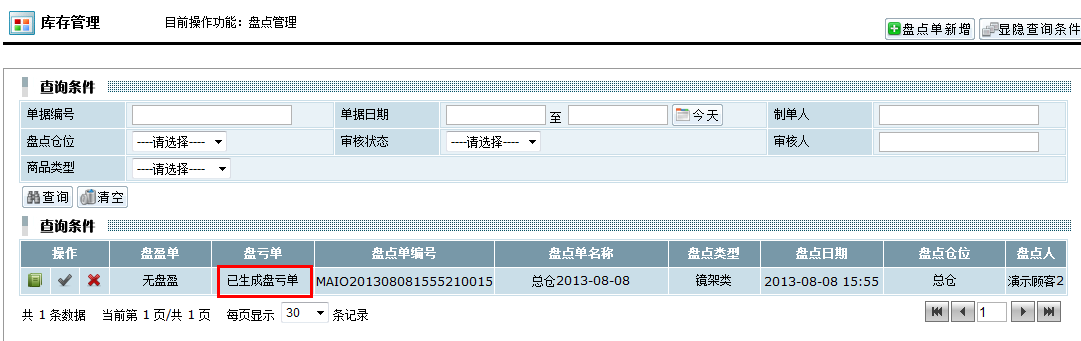 库存管理 目前操作功能：盘点管理
盘点单新增 显隐查询条件
查询条件
单据编号 单据日期 至 今天 制单人
盘点仓位 ----请选择---- 审核状态 ----请选择---- 审核人
商品类型 ----请选择----
查询 清空
查询条件
操作 盘盈单 盘亏单 盘点单编号 盘点单名称 盘点类型 盘点日期 盘点仓位 盘点人
无盘盈 已生成盘亏单 MAIO201308081555210015 总仓2013-08-08 镜架类 2013-08-08 15:55 总仓 演示顾客2
共 1 条数据 当前第 1 页/共 1 页 每页显示 30 条记录 1